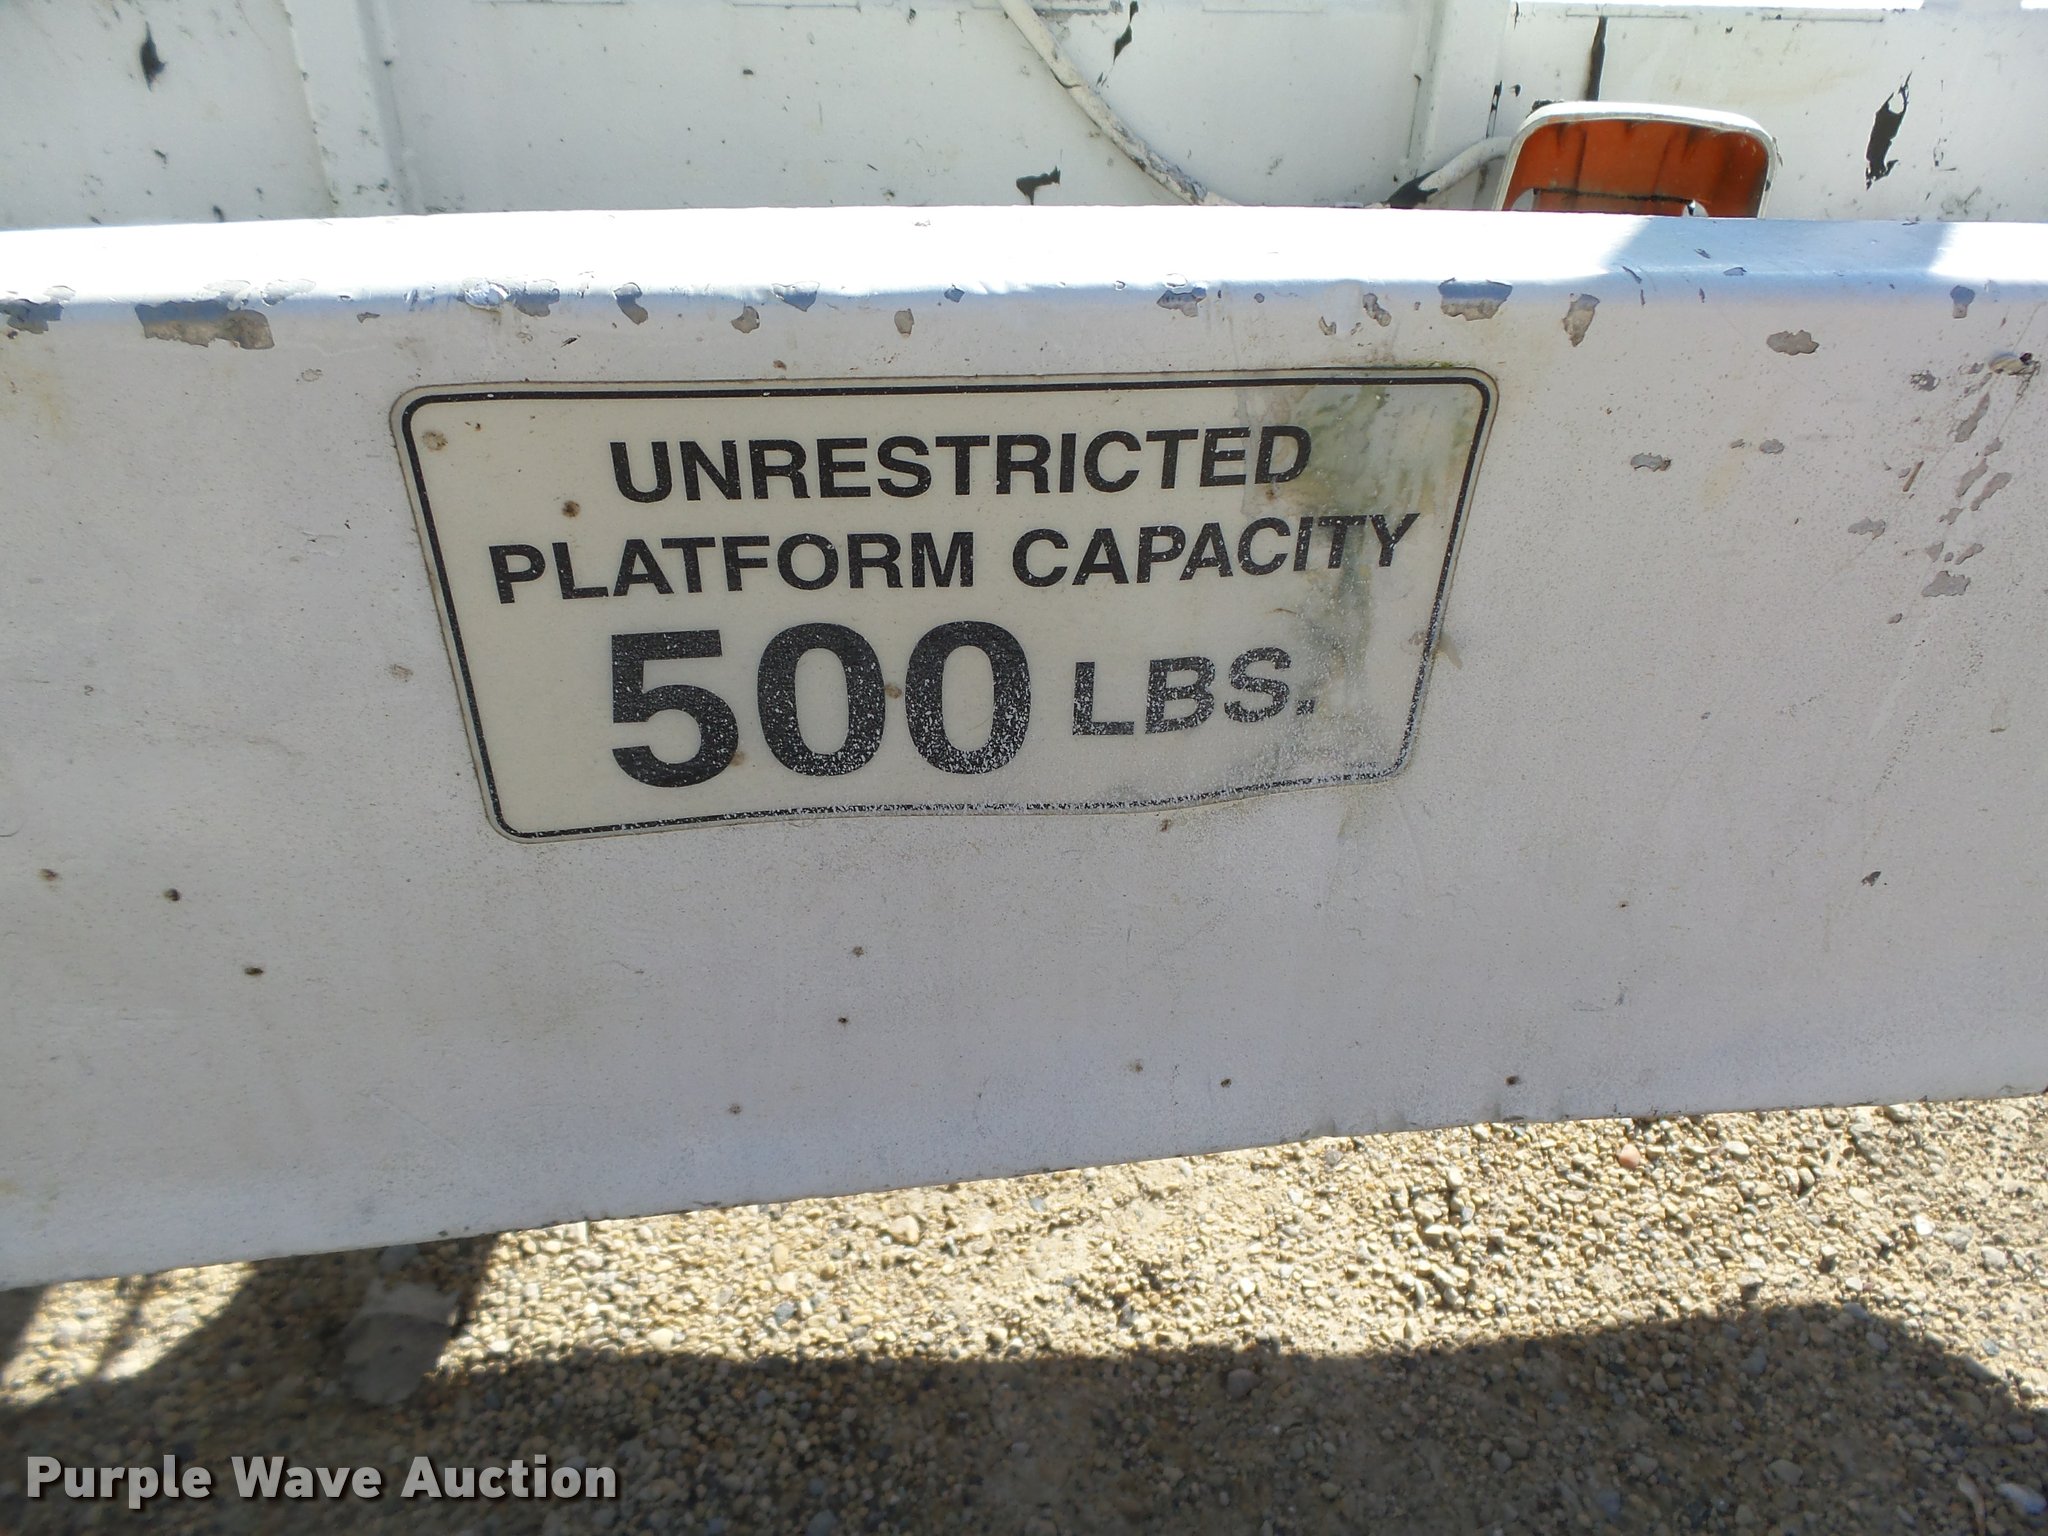 UNRESTRICTED
PLATFORM CAPACITY
500 LBS.
Purple Wave Auction